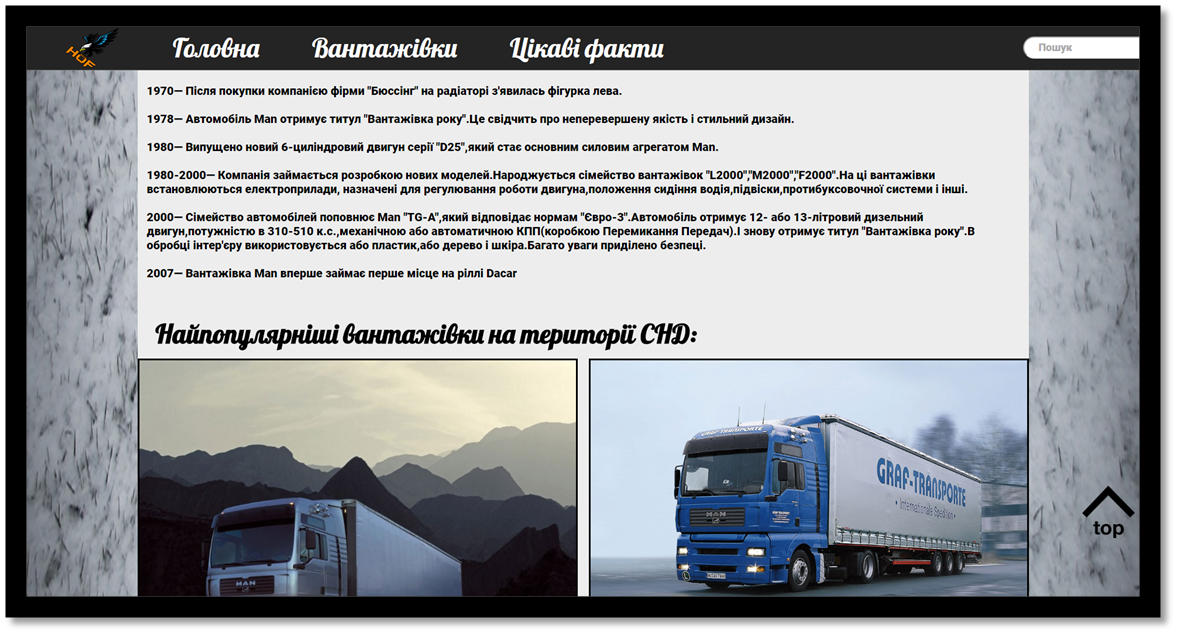 HOF
Головна Вантажівки Цікаві факти Пошук
1970— Після покупки компанією фірми "Бюссінг" на радіаторі з'явилась фігурка лева.
1978— Автомобіль Man отримує титул "Вантажівка року".Це свідчить про неперевершену якість і стильний дизайн.
1980— Випущено новий 6-циліндровий двигун серії "D25",який стає основним силовим агрегатом Man.
1980-2000— Компанія займається розробкою нових моделей.Народжується сімейство вантажівок "L2000","M2000","F2000".На ці вантажівки
встановлюються електроприлади, назначені для регулювання роботи двигуна,положення сидіння водія,підвіски,протибуксовочної системи і інші.
2000— Сімейство автомобілей поповнює Man "TG-A",який відповідає нормам "Євро-3".Автомобіль отримує 12- або 13-літровий дизельний
двигун,потужністю в 310-510 к.с.,механічною або автоматичною КПП(коробкою Перемикання Передач).І знову отримує титул "Вантажівка року".В
обробці інтер'єру використовується або пластик,або дерево і шкіра.Багато уваги приділено безпеці.
2007— Вантажівка Man вперше займає перше місце на ріллі Dacar
Найпопулярніші вантажівки на території СНД:
GRAF-TRANSPORTE
GRAF-TRANSPORTE
• Internationale Spedition •
MAN
MAN
top